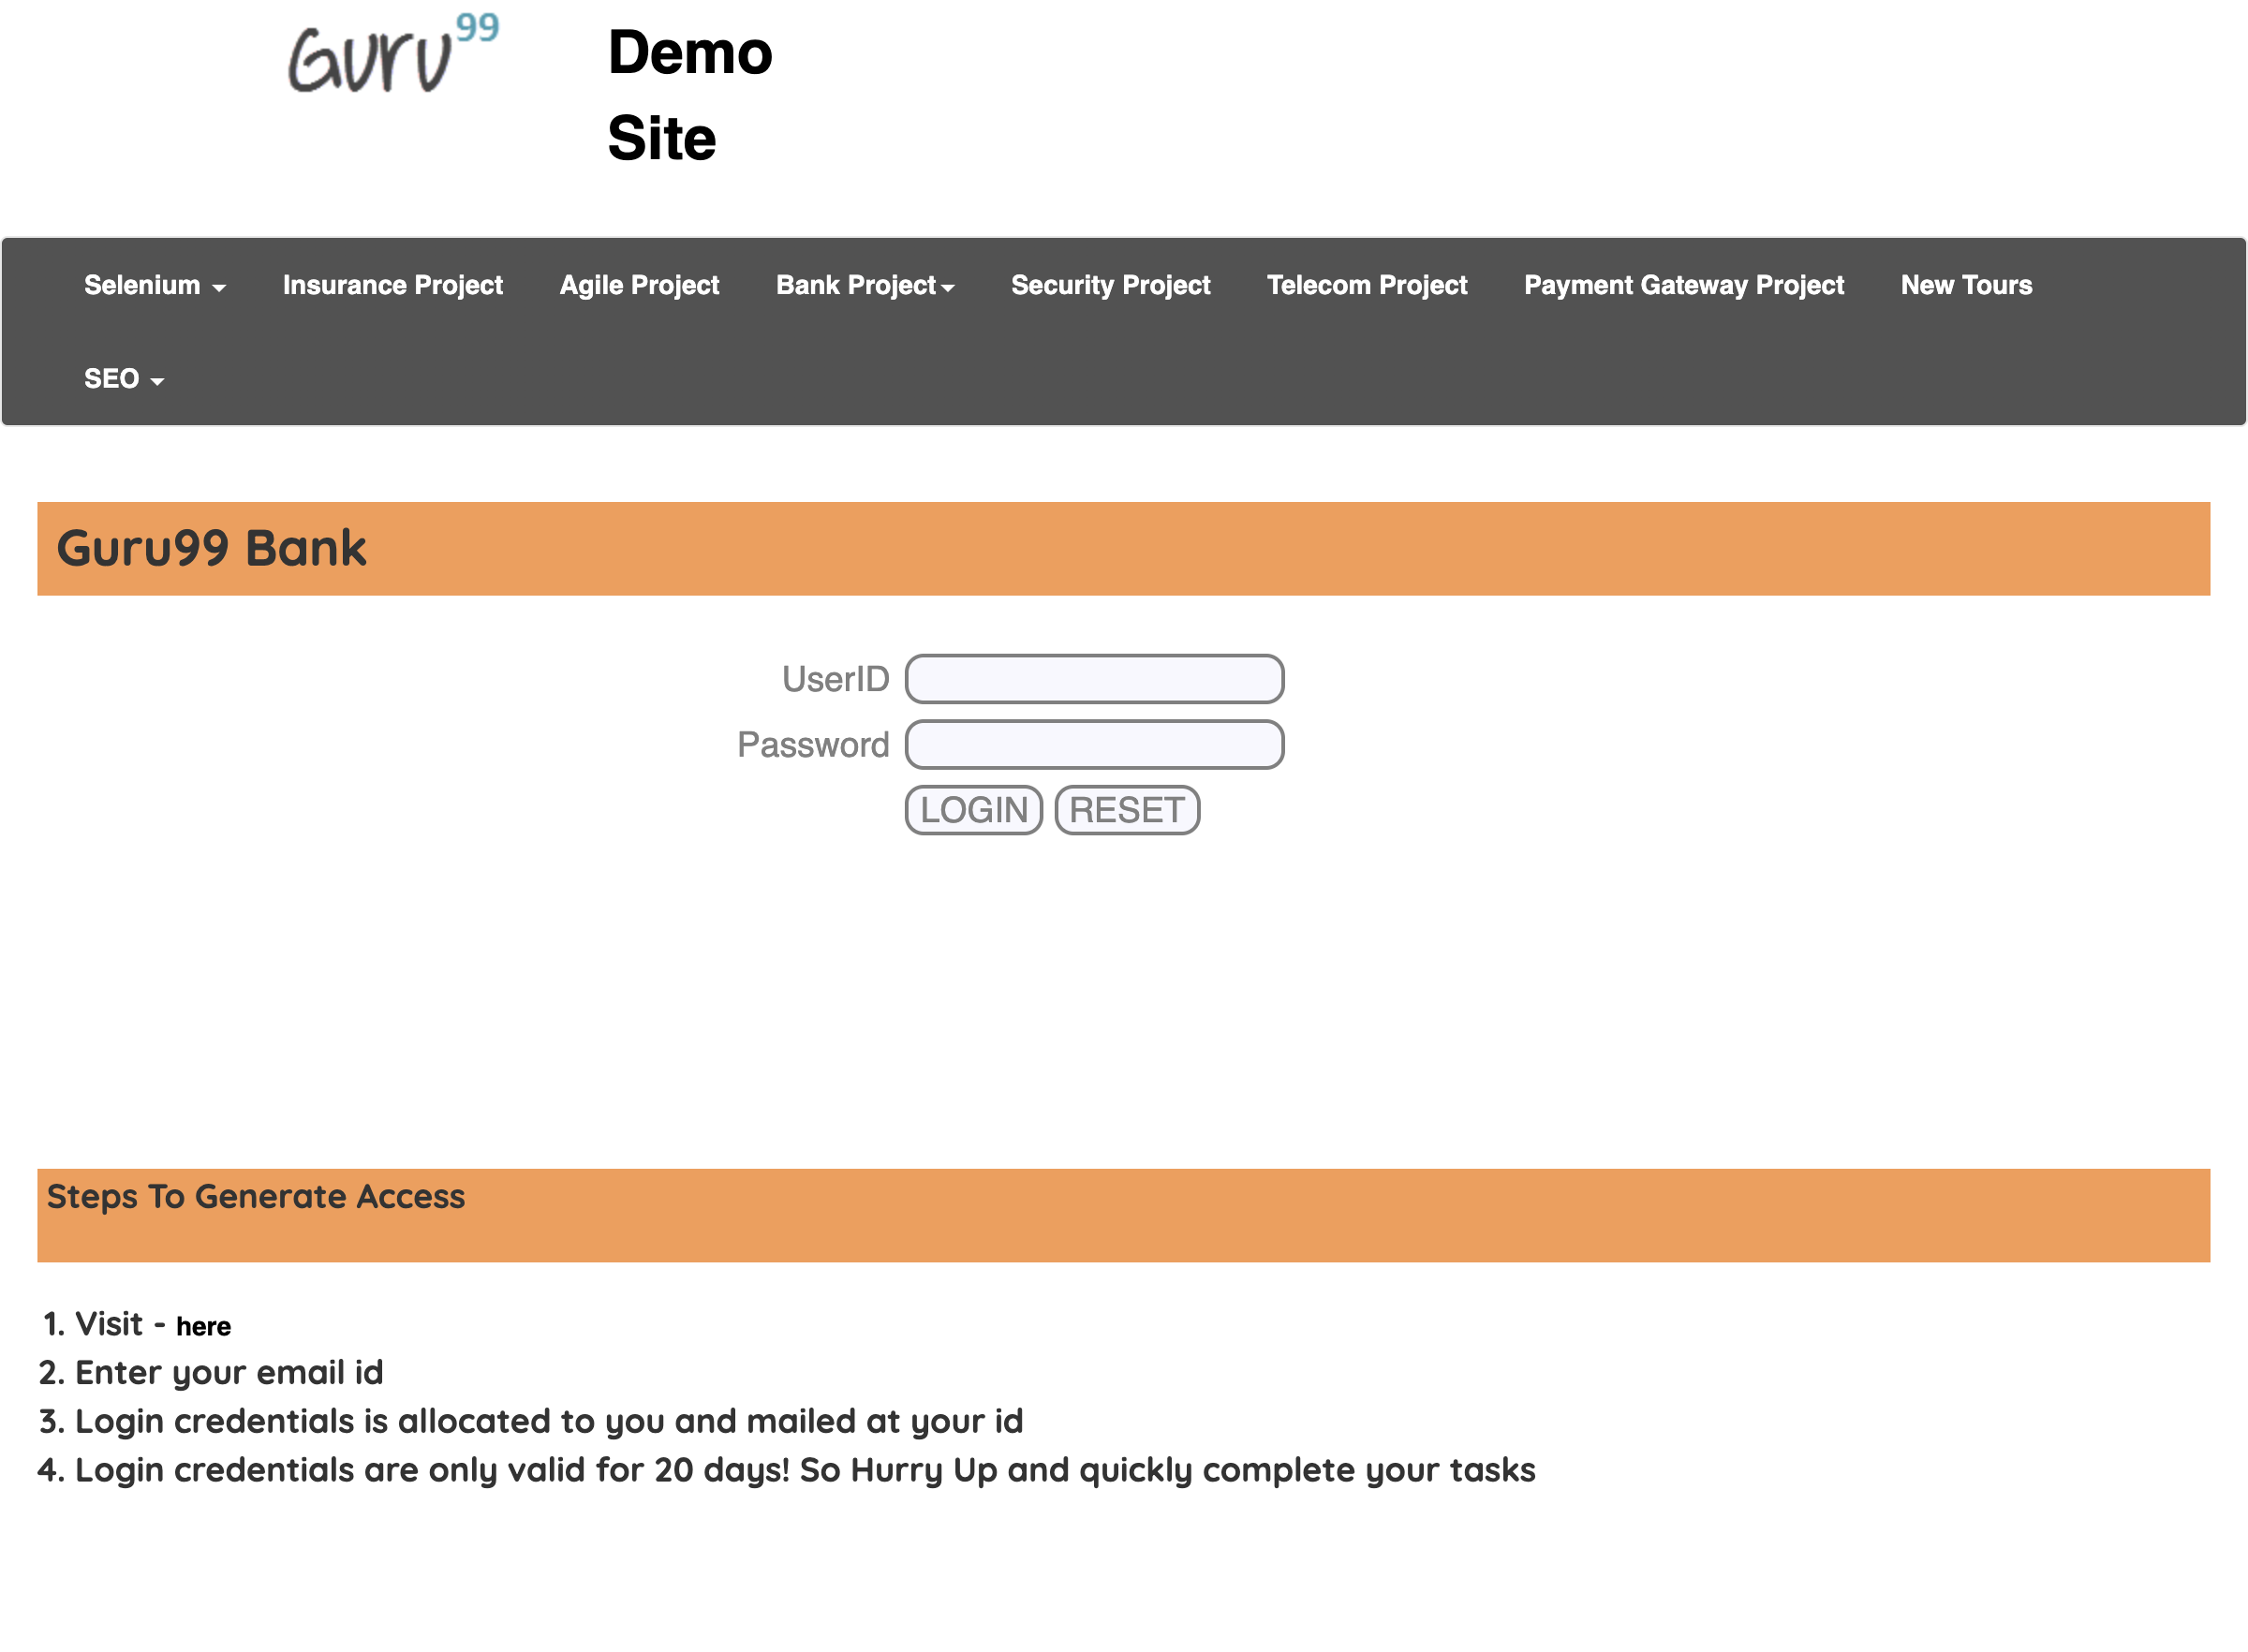 Guru99
Demo
Site
Selenium Insurance Project Agile Project Bank Project Security Project Telecom Project Payment Gateway Project New Tours
SEO
Guru99 Bank
UserID
Password
LOGIN RESET
Steps To Generate Access
1. Visit - here
2. Enter your email id
3. Login credentials is allocated to you and mailed at your id
4. Login credentials are only valid for 20 days! So Hurry Up and quickly complete your tasks